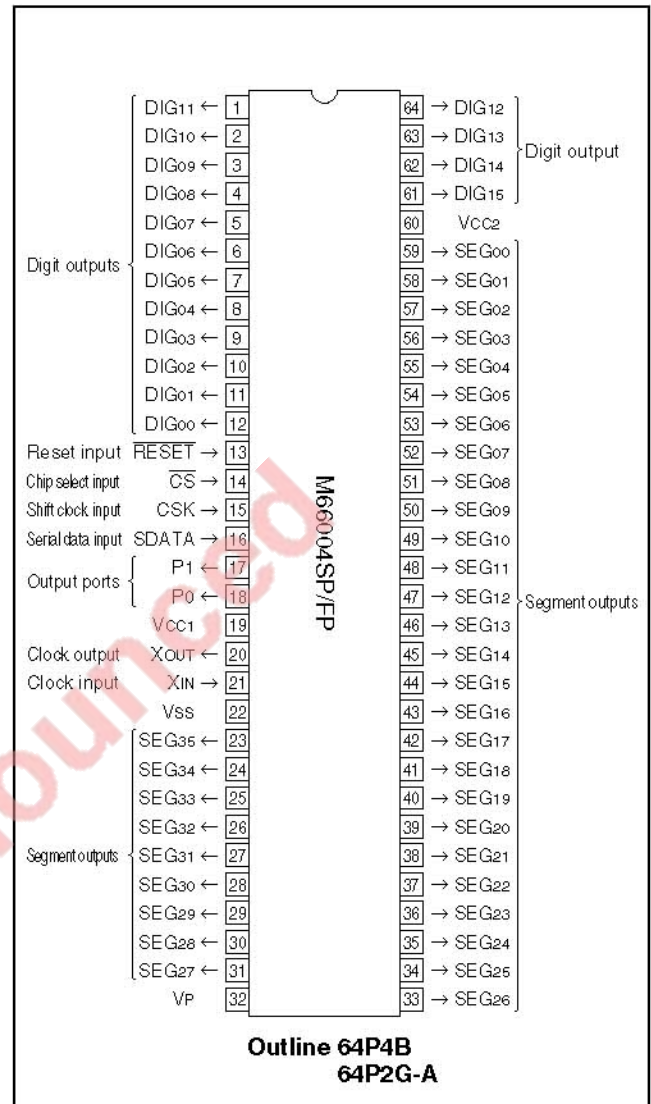 DIG11 ← 1
DIG10 ← 2
DIG09 ← 3
DIG08 ← 4
DIG07 ← 5
DIG06 ← 6
Digit outputs
DIG05 ← 7
DIG04 ← 8
DIG03 ← 9
DIG02 ← 10
DIG01 ← 11
DIG00 ← 12
Reset input RESET → 13
Chip select input CS → 14
Shift clock input CSK → 15
Serial data input SDATA → 16
Output ports
P1 ← 17
P0 ← 18
VCC1 19
Clock output XOUT ← 20
Clock input XIN → 21
VSS 22
SEG35 ← 23
SEG34 ← 24
SEG33 ← 25
SEG32 ← 26
Segment outputs SEG31 ← 27
SEG30 ← 28
SEG29 ← 29
SEG28 ← 30
SEG27 ← 31
VP 32
M66004SP/FP
64 → DIG12
63 → DIG13
Digit output
62 → DIG14
61 → DIG15
60 VCC2
59 → SEG00
58 → SEG01
57 → SEG02
56 → SEG03
55 → SEG04
54 → SEG05
53 → SEG06
52 → SEG07
51 → SEG08
50 → SEG09
49 → SEG10
48 → SEG11
47 → SEG12 Segment outputs
46 → SEG13
45 → SEG14
44 → SEG15
43 → SEG16
42 → SEG17
41 → SEG18
40 → SEG19
39 → SEG20
38 → SEG21
37 → SEG22
36 → SEG23
35 → SEG24
34 → SEG25
33 → SEG26
Outline 64P4B
64P2G-A
ounced